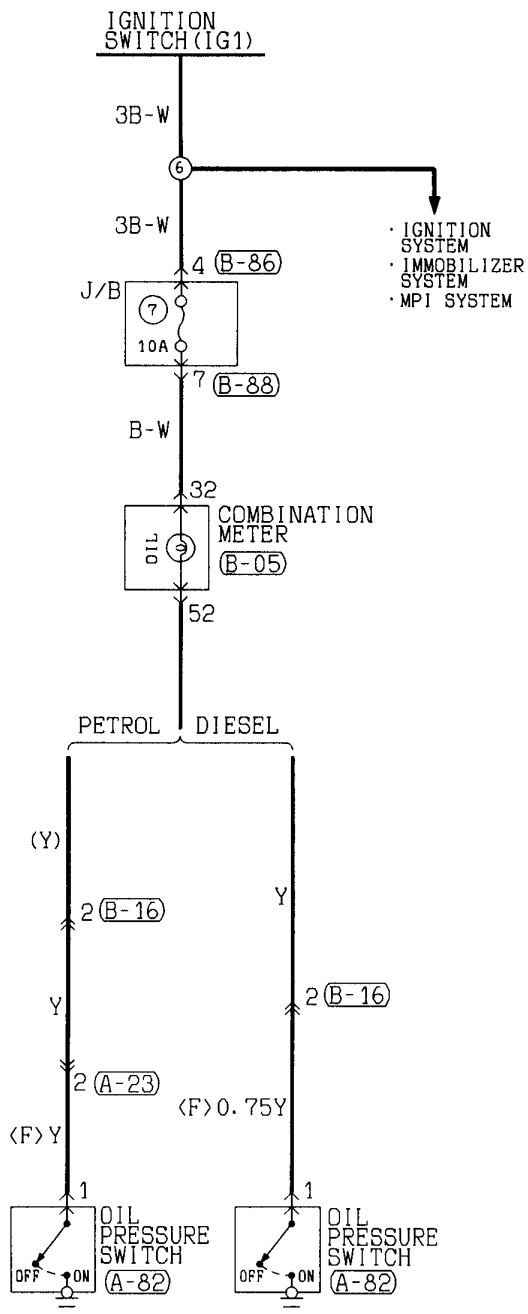 IGNITION
SWITCH(IG1)
3B-W
6
3B-W
· IGNITION
SYSTEM
· IMMOBILIZER
SYSTEM
· MPI SYSTEM
4 B-86
J/B
7
10A
7 B-88
B-W
32
COMBINATION
METER
OIL
B-05
52
PETROL DIESEL
(Y)
Y
2 B-16
2 B-16
Y
2 A-23
<F>0.75Y
<F>Y
1
OIL
PRESSURE
SWITCH
OFF ON
A-82
1
OIL
PRESSURE
SWITCH
OFF ON
A-82